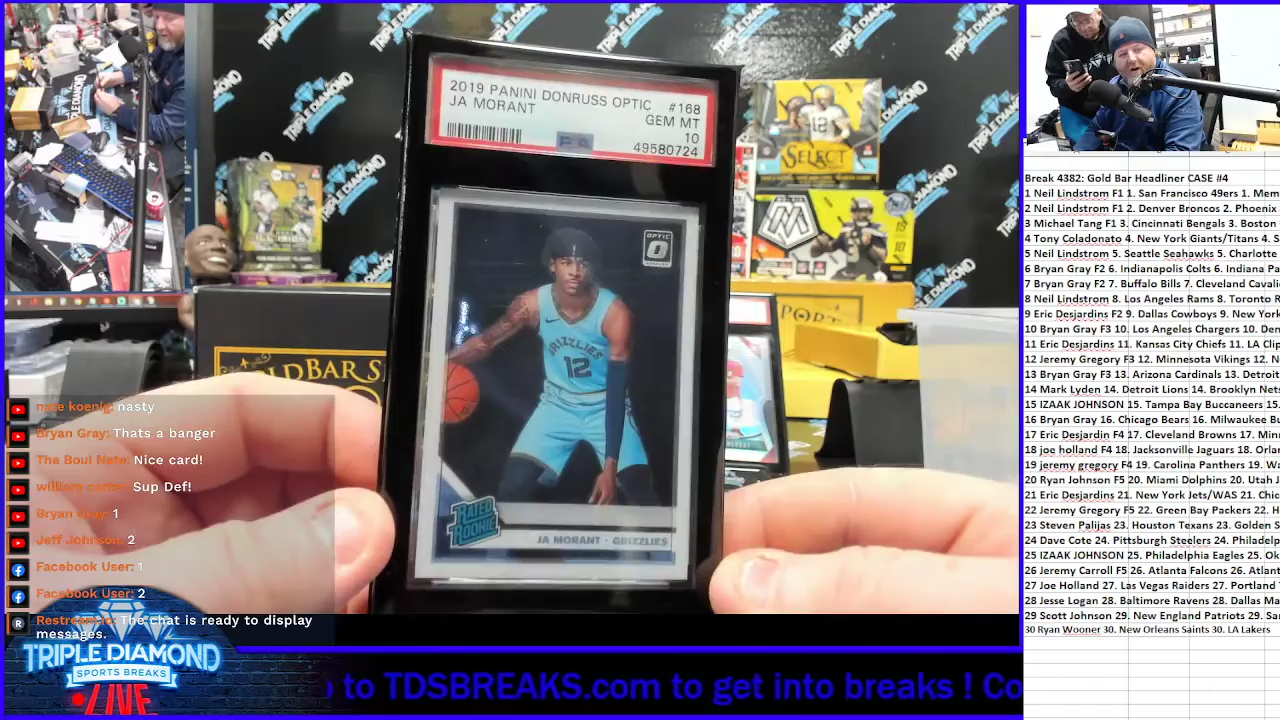 2019 PANINI DONRUSS OPTIC #168
JA MORANT GEM MT
10
49580724
OPTIC
GRIZZLIES
12
RATED ROOKIE
JA MORANT - GRIZZLIES
SELECT
12
MOSAIC
GOLD BARS
TRIPLE DIAMOND
nate koenig: nasty
Bryan Gray: Thats a banger
The Boul Nate: Nice card!
Sup Def!
Bryan Gray: 1
Jeff Johnson: 2
Facebook User: 1
Facebook User: 2
Restream.io: The chat is ready to display
messages.
TRIPLE DIAMOND
SPORTS BREAKS
LIVE
to TDSBREAKS.com to get into breaks
Break 4382: Gold Bar Headliner CASE #4
1 Neil Lindstrom F1 1. San Francisco 49ers 1. Mem
2 Neil Lindstrom F1 2. Denver Broncos 2. Phoenix
3 Michael Hill F1 3. Cincinnati Bengals 3. Boston
4 Tony Colasanto 4. New York Giants/Titans 4. S
5 Neil Lindstrom 5. Seattle Seahawks 5. Charlotte
6 Bryan Gray F2 6. Indianapolis Colts 6. Indiana Pa
7 Bryan Gray F2 7. Buffalo Bills 7. Cleveland Cavali
8 Neil Lindstrom 8. Los Angeles Rams 8. Toronto R
9 Eric Desjardins F2 9. Dallas Cowboys 9. New York
10 Bryan Gray F3 10. Los Angeles Chargers 10. Den
11 Eric Desjardins 11. Kansas City Chiefs 11. LA Clip
12 Jeremy Gregory F3 12. Minnesota Vikings 12.
13 Bryan Gray F3 13. Arizona Cardinals 13. Detroit
14 Mark Lyden 14. Detroit Lions 14. Brooklyn Net
15 IZAAK JOHNSON 15. Tampa Bay Buccaneers 15.
16 Bryan Gray 16. Chicago Bears 16. Milwaukee Bu
17 Eric Desjardin F4 17. Cleveland Browns 17. Min
18 joe holland F4 18. Jacksonville Jaguars 18. Orlan
19 jeremy gregory F4 19. Carolina Panthers 19. Wa
20 Ryan Johnson F5 20. Miami Dolphins 20. Utah J
21 Eric Desjardins 21. New York Jets/WAS 21. Chic
22 Jeremy Gregory F5 22. Green Bay Packers 22. H
23 Steven Pallas 23. Houston Texas 23. Golden S
24 Dave Cote 24. Pittsburgh Steelers 24. Philadelp
25 IZAAK JOHNSON 25. Philadelphia Eagles 25. Ok
26 Jeremy Carroll F5 26. Atlanta Falcons 26. Atlant
27 Joe Holland 27. Las Vegas Raiders 27. Portland
28 Jesse Logan 28. Baltimore Ravens 28. Dallas Ma
29 Scott Johnson 29. New England Patriots 29. Sa
30 Ryan Woinarowicz New Orleans Saints 30. LA Lakers